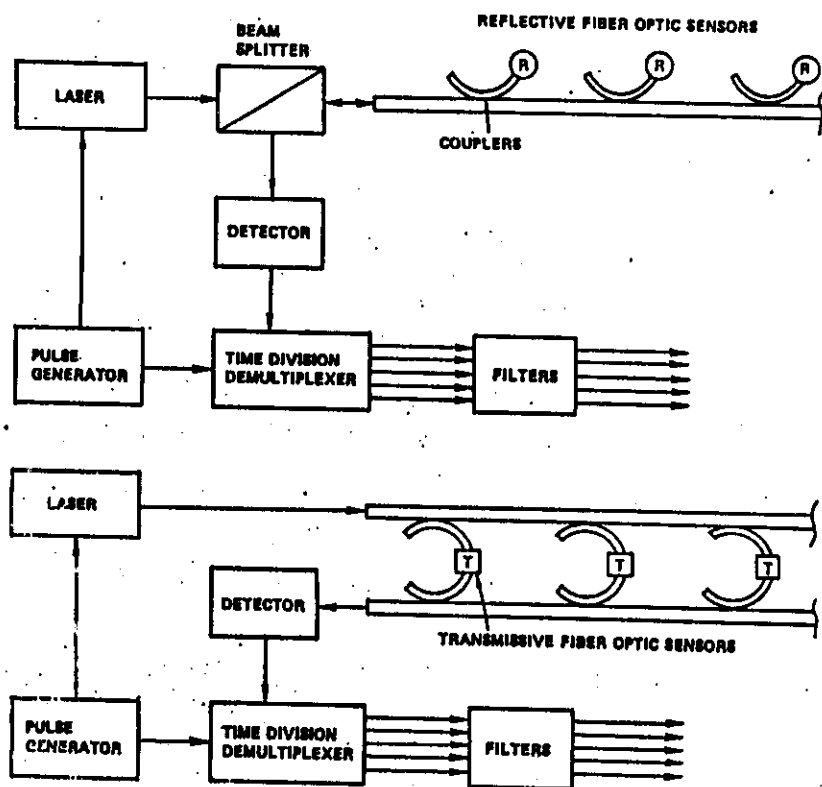 REFLECTIVE FIBER OPTIC SENSORS
BEAM
SPLITTER
LASER
R
R
R
COUPLERS
DETECTOR
PULSE
GENERATOR
TIME DIVISION
DEMULTIPLEXER
FILTERS
LASER
T
T
T
DETECTOR
TRANSMISSIVE FIBER OPTIC SENSORS
PULSE
GENERATOR
TIME DIVISION
DEMULTIPLEXER
FILTERS